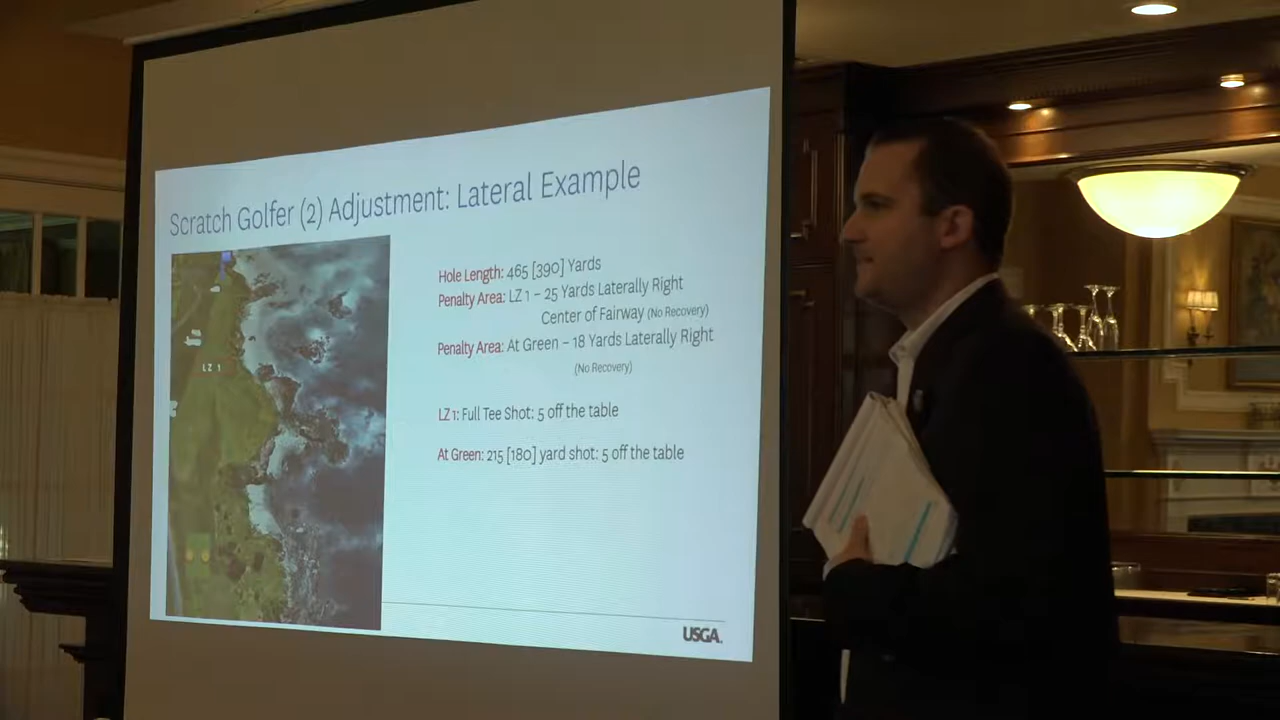 Scratch Golfer (2) Adjustment: Lateral Example
Hole Length: 465 [390] Yards
Penalty Area: LZ 1 – 25 Yards Laterally Right
Center of Fairway (No Recovery)
Penalty Area: At Green – 18 Yards Laterally Right
(No Recovery)
LZ 1
LZ 1: Full Tee Shot: 5 off the table
At Green: 215 [180] yard shot: 5 off the table
USGA.